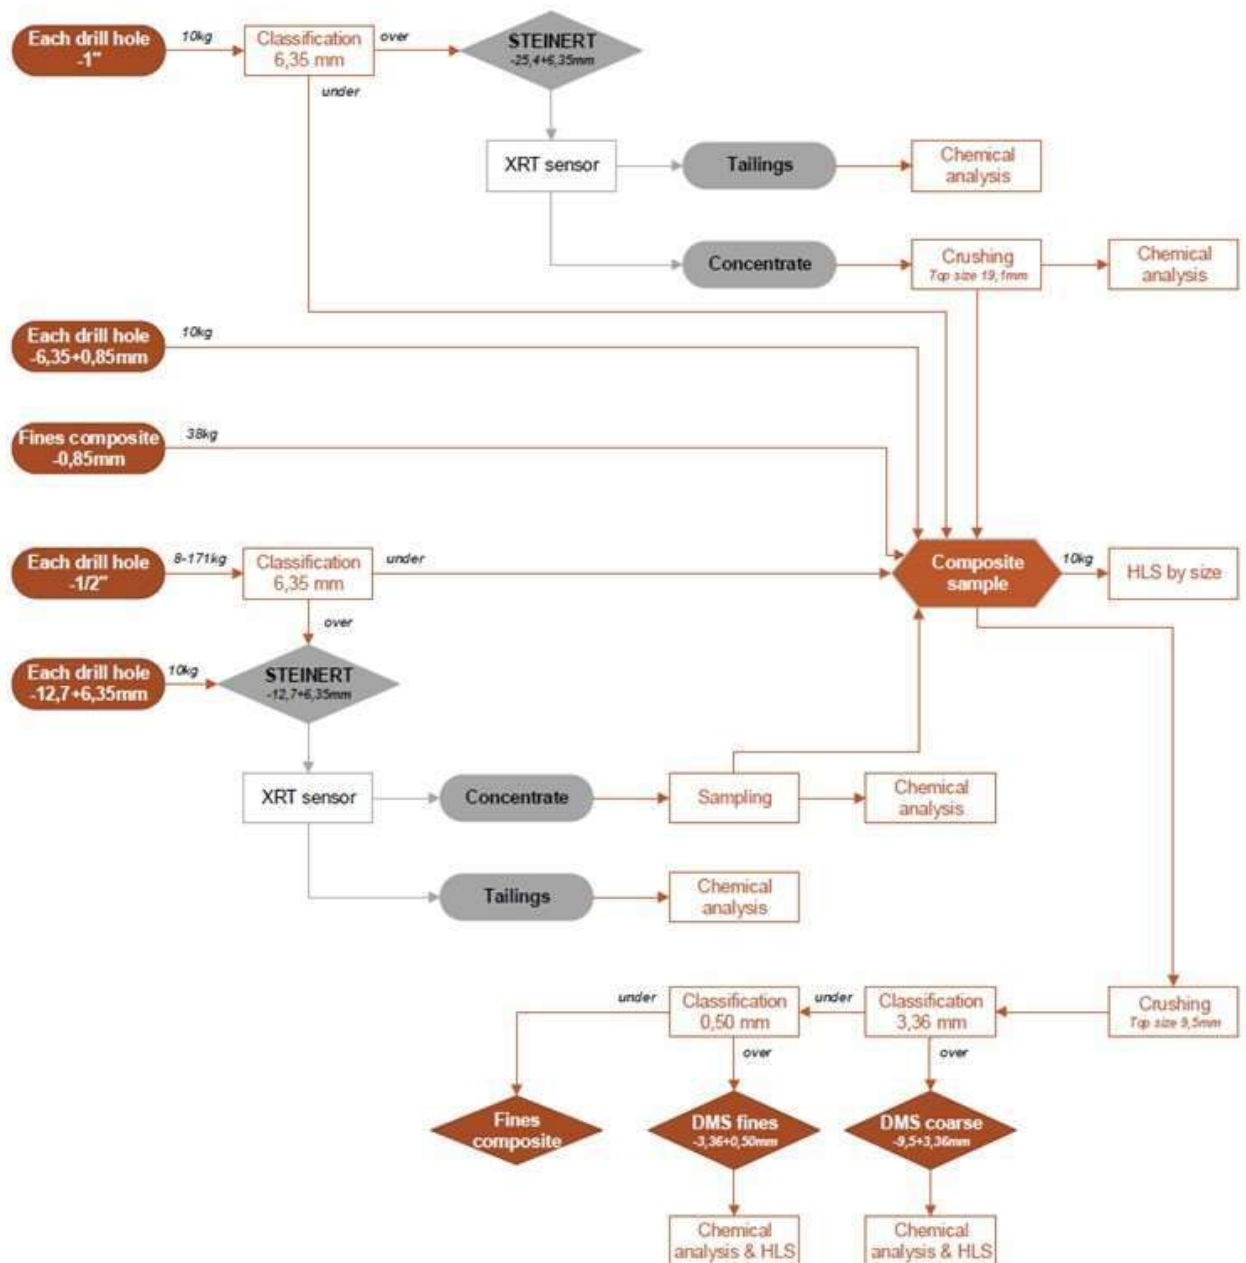 Each drill hole
-1"
10kg
Classification
6,35 mm
over
under
STEINERT
-25,4+6,35mm
XRT sensor
Tailings
Chemical
analysis
Concentrate
Crushing
Top size 19,1mm
Chemical
analysis
Each drill hole
-6,35+0,85mm
10kg
Fines composite
-0,85mm
38kg
Each drill hole
-1/2"
8-171kg
Classification
6,35 mm
under
over
Composite
sample
10kg
HLS by size
Each drill hole
-12,7+6,35mm
10kg
STEINERT
-12,7+6,35mm
XRT sensor
Concentrate
Sampling
Chemical
analysis
Tailings
Chemical
analysis
under
Classification
0,50 mm
under
Classification
3,36 mm
Crushing
Top size 9,5mm
over
over
Fines
composite
DMS fines
-3,36+0,50mm
DMS coarse
-9,5+3,36mm
Chemical
analysis & HLS
Chemical
analysis & HLS